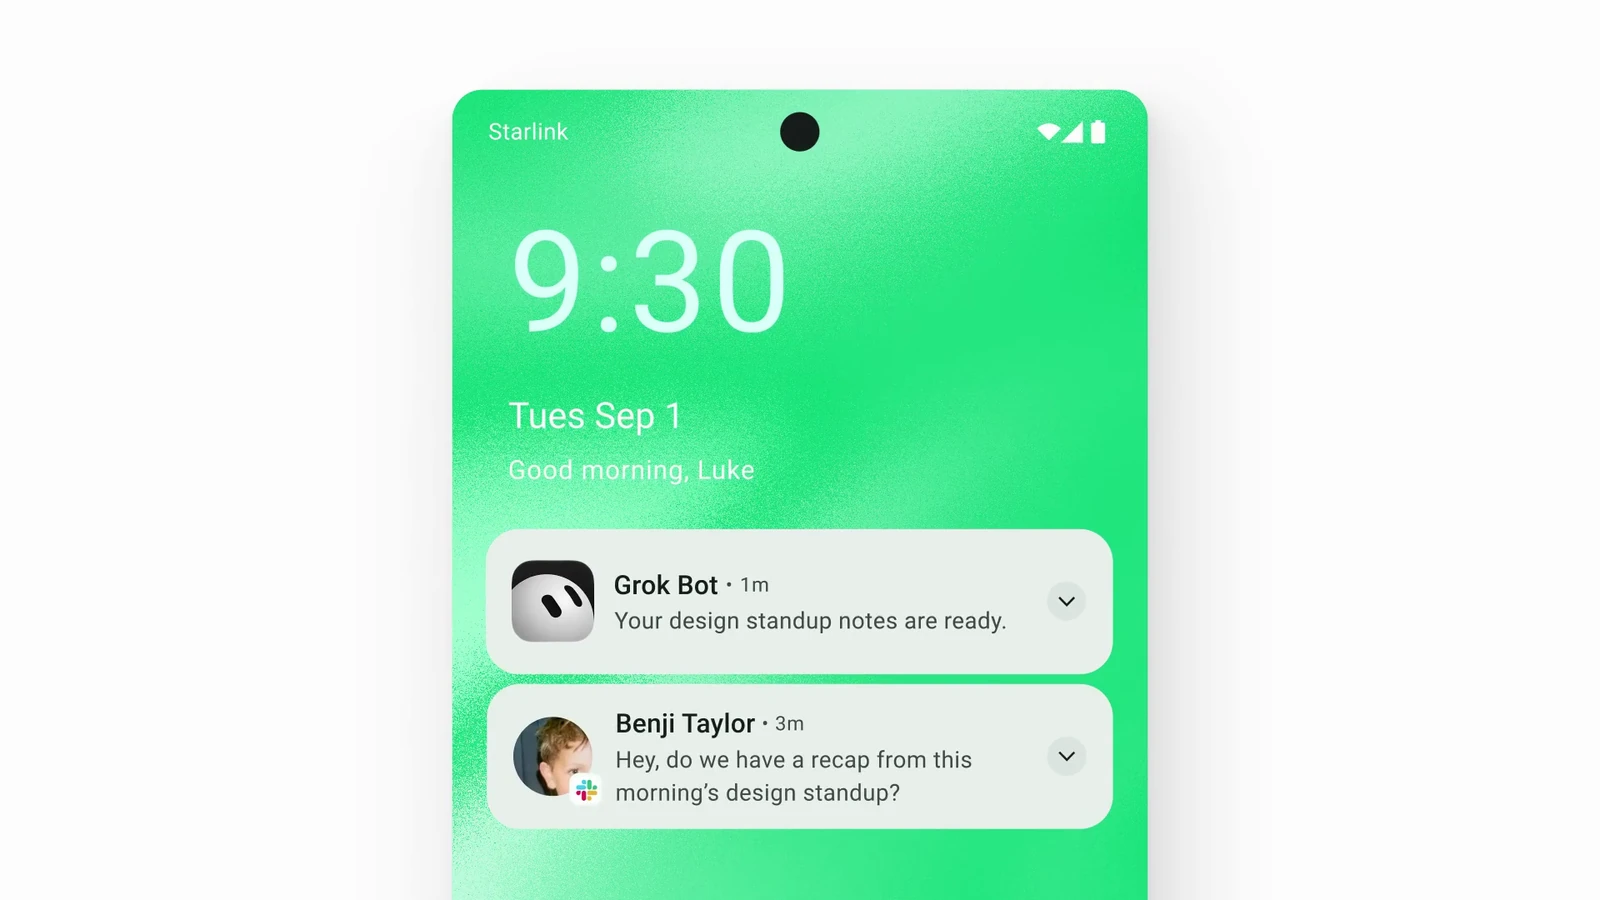 Starlink
9:30
Tues Sep 1
Good morning, Luke
Grok Bot • 1m
Your design standup notes are ready.
Benji Taylor • 3m
Hey, do we have a recap from this
morning’s design standup?